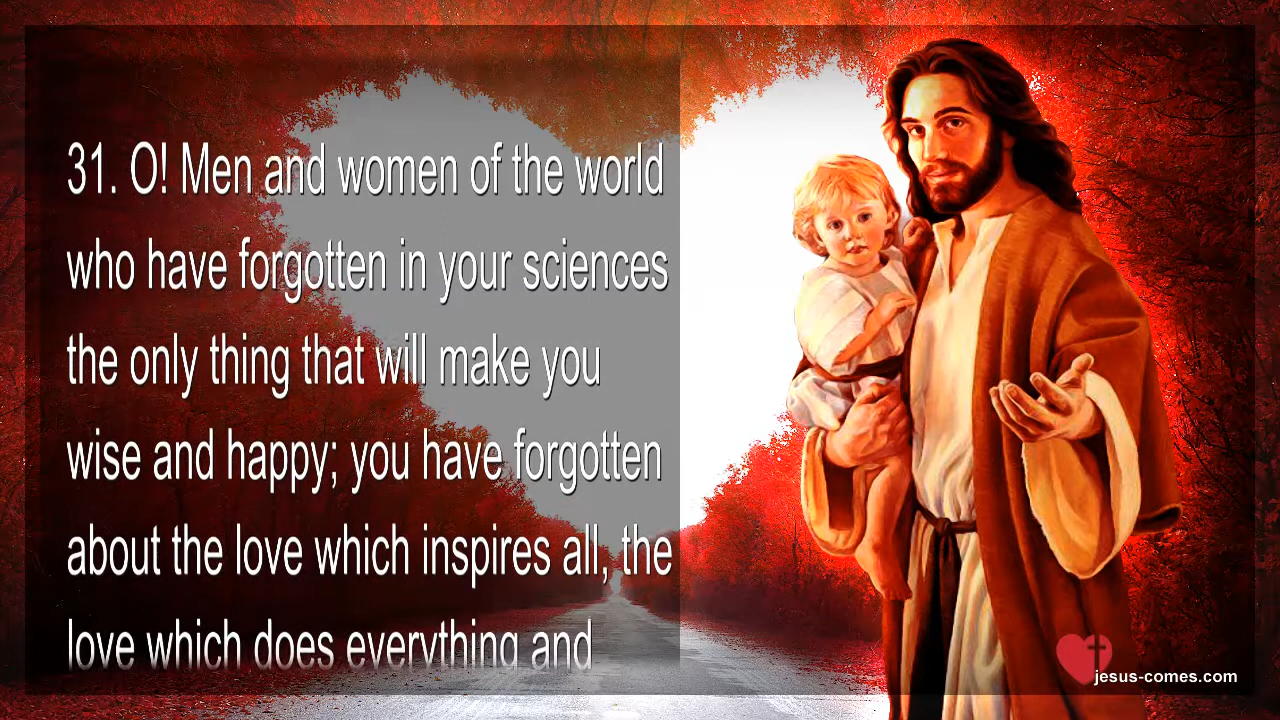 31. O! Men and women of the world
who have forgotten in your sciences
the only thing that will make you
wise and happy; you have forgotten
about the love which inspires all, the
love which does everything and
jesus-comes.com